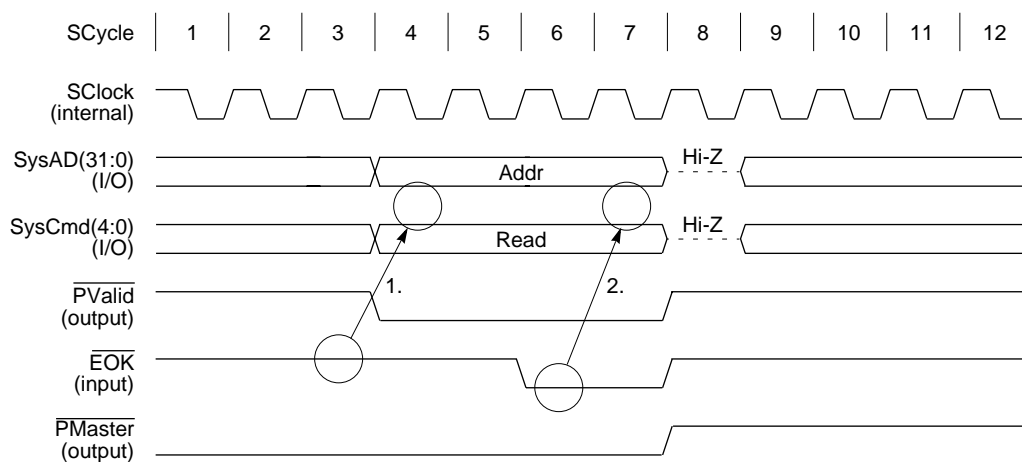 SCycle 1 2 3 4 5 6 7 8 9 10 11 12
SClock
(internal)
SysAD(31:0)
(I/O)
Addr
Hi-Z
SysCmd(4:0)
(I/O)
Read
Hi-Z
PValid
(output)
1.
2.
EOK
(input)
PMaster
(output)